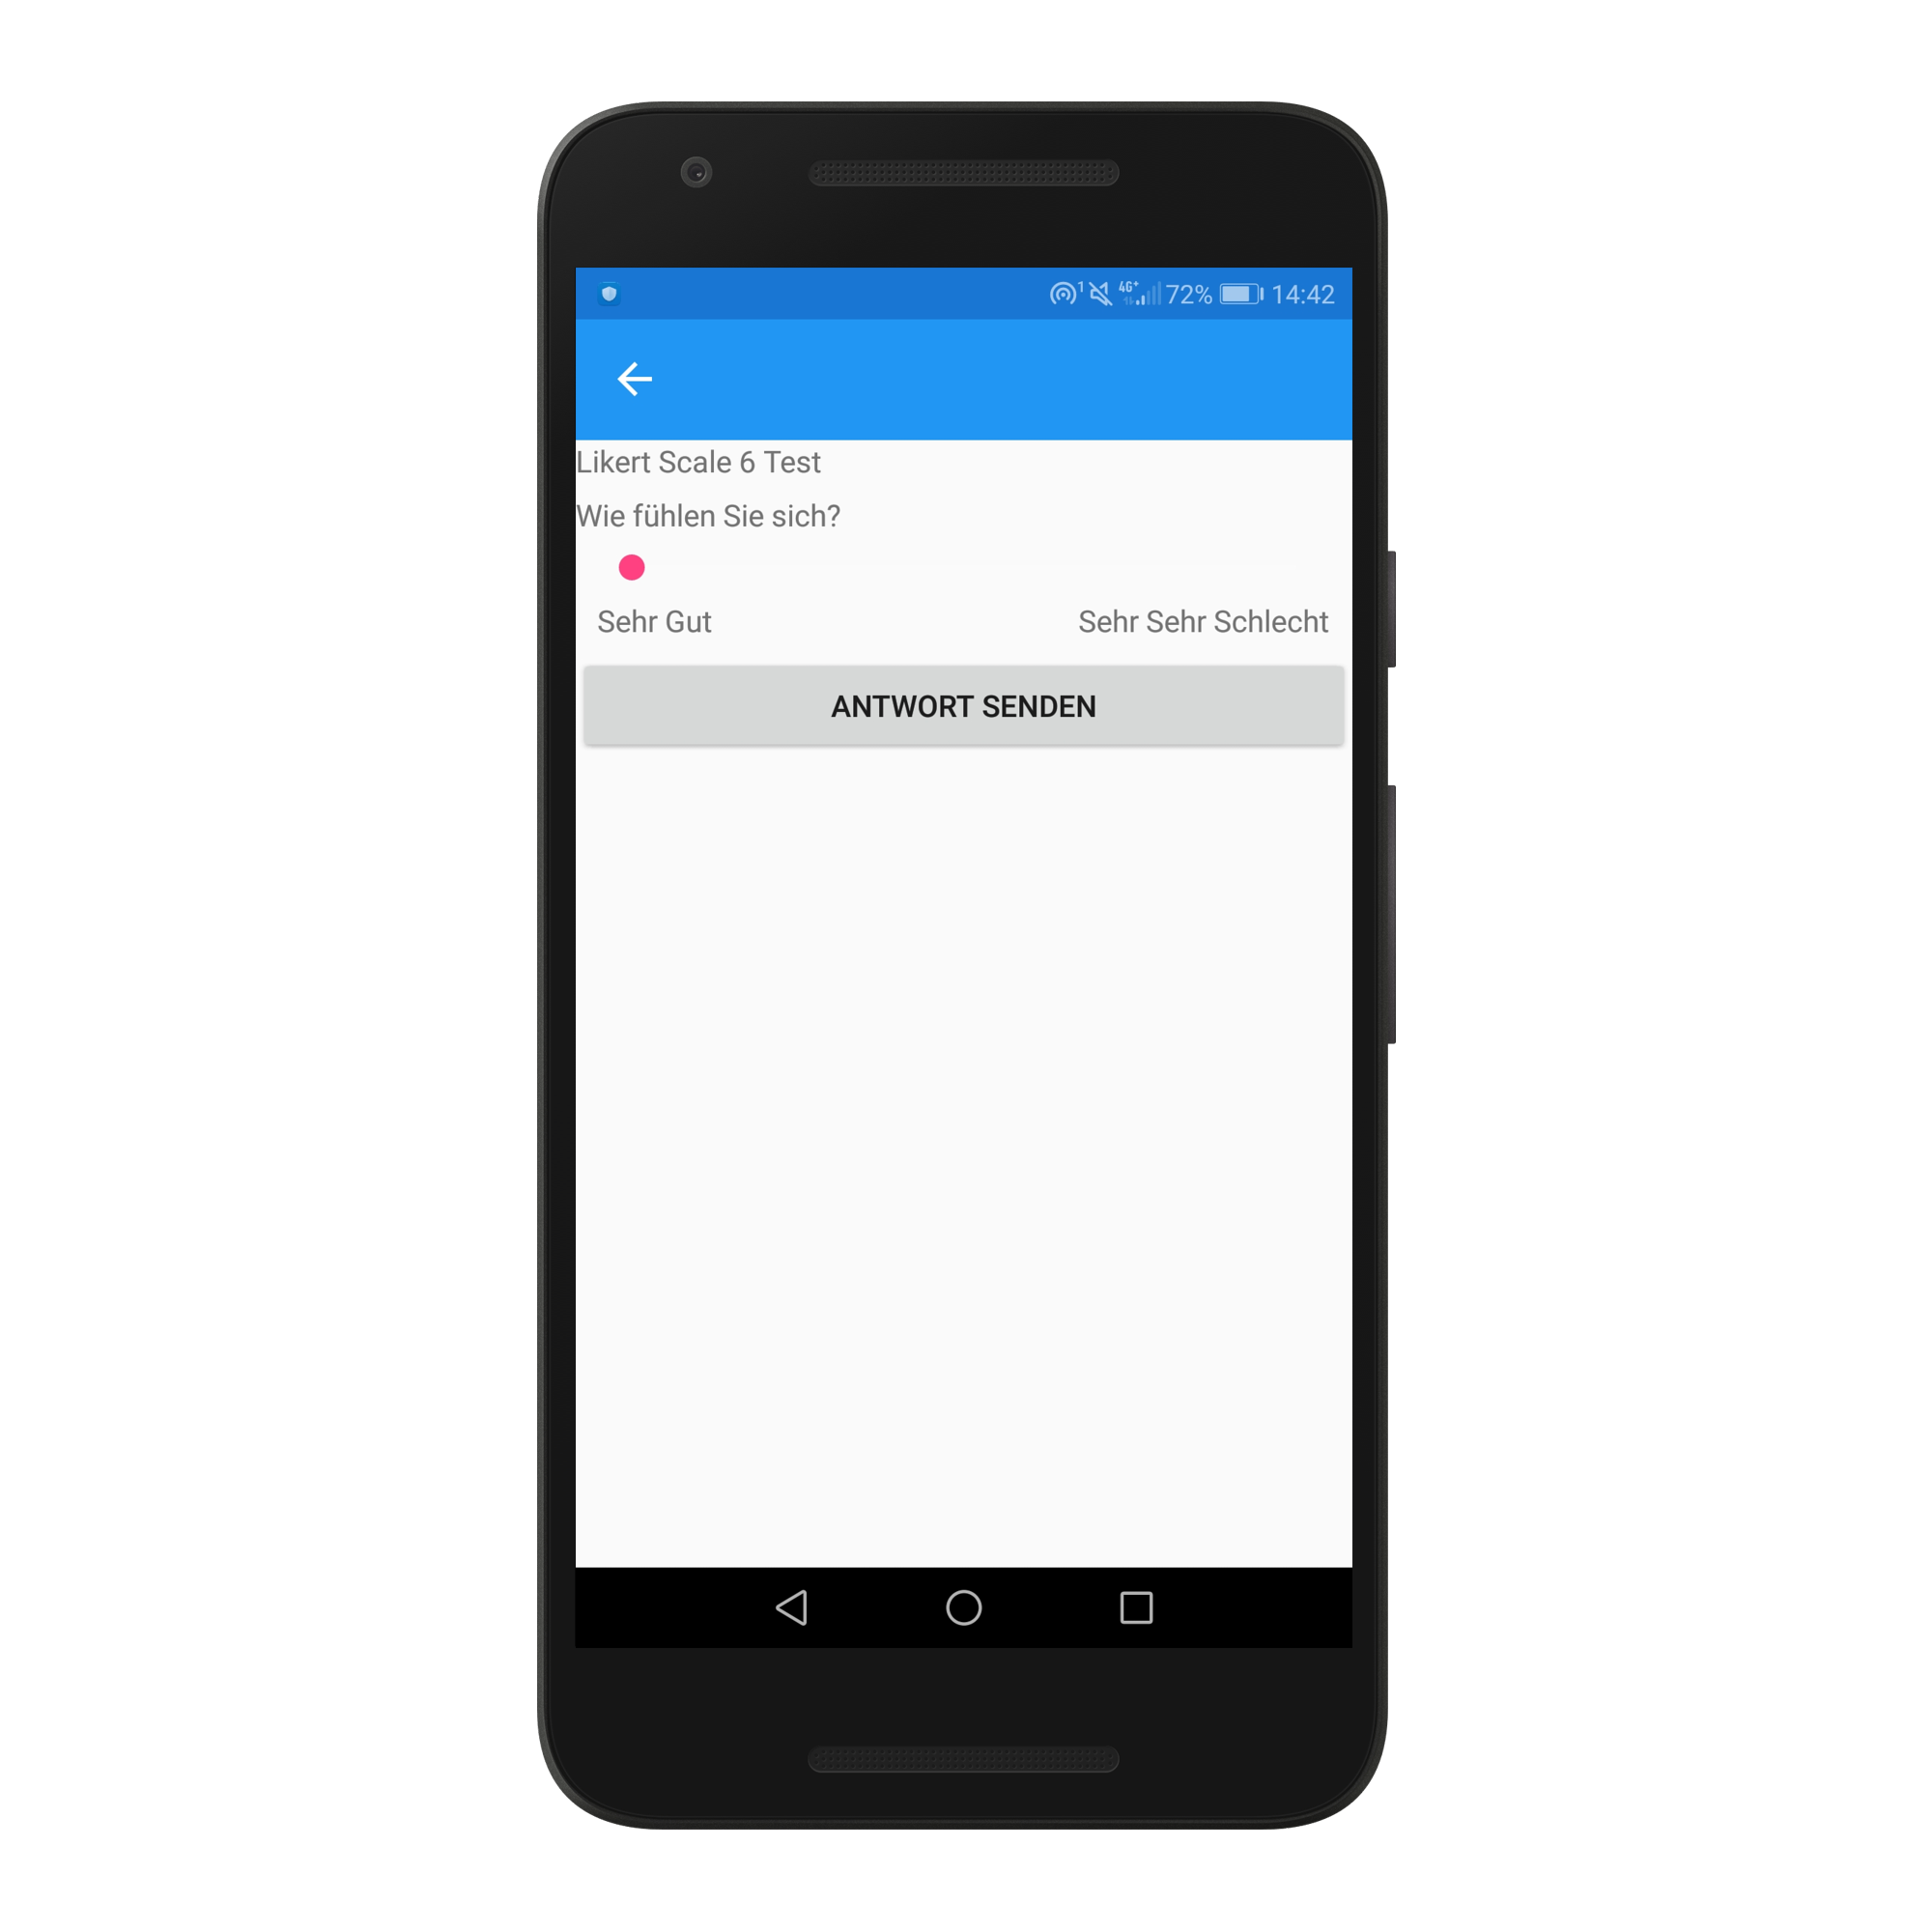 1 4G+ 72% 14:42
Likert Scale 6 Test
Wie fühlen Sie sich?
Sehr Gut Sehr Sehr Schlecht
ANTWORT SENDEN